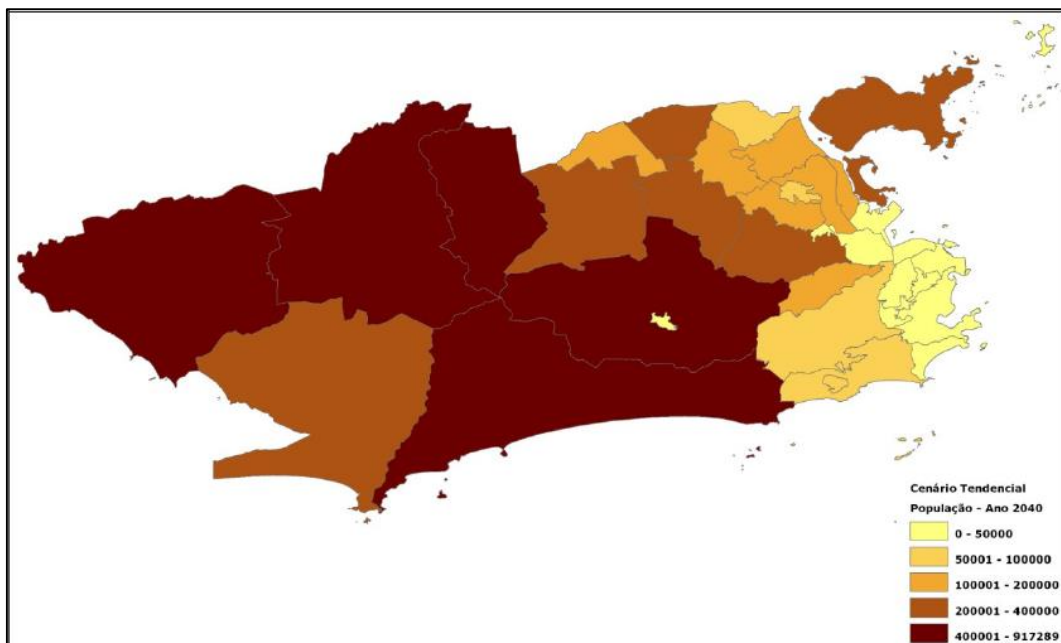 Cenário Tendencial
População - Ano 2040
0 - 50000
50001 - 100000
100001 - 200000
200001 - 400000
400001 - 917289